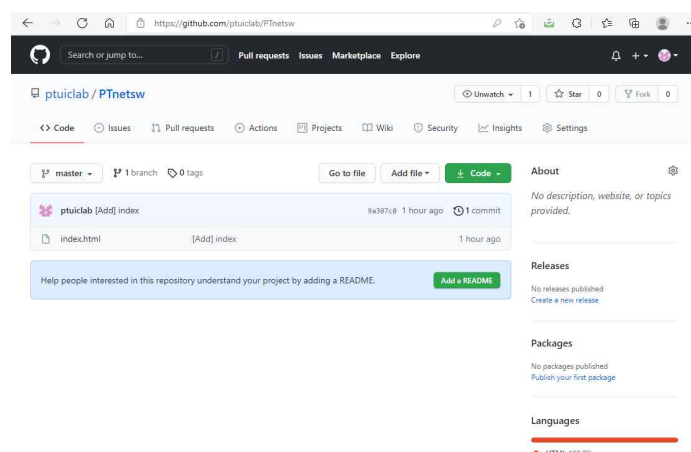 https://github.com/ptuiclab/PTnetsw
Search or jump to... / Pull requests Issues Marketplace Explore
ptuiclab / PTnetsw Unwatch 1 Star 0 Fork 0
Code Issues Pull requests Actions Projects Wiki Security Insights Settings
master 1 branch 0 tags Go to file Add file Code
About
No description, website, or topics
provided.
ptuiclab [Add] index 9a307c0 1 hour ago 1 commit
index.html [Add] index 1 hour ago
Help people interested in this repository understand your project by adding a README. Add a README
Releases
No releases published
Create a new release
Packages
No packages published
Publish your first package
Languages